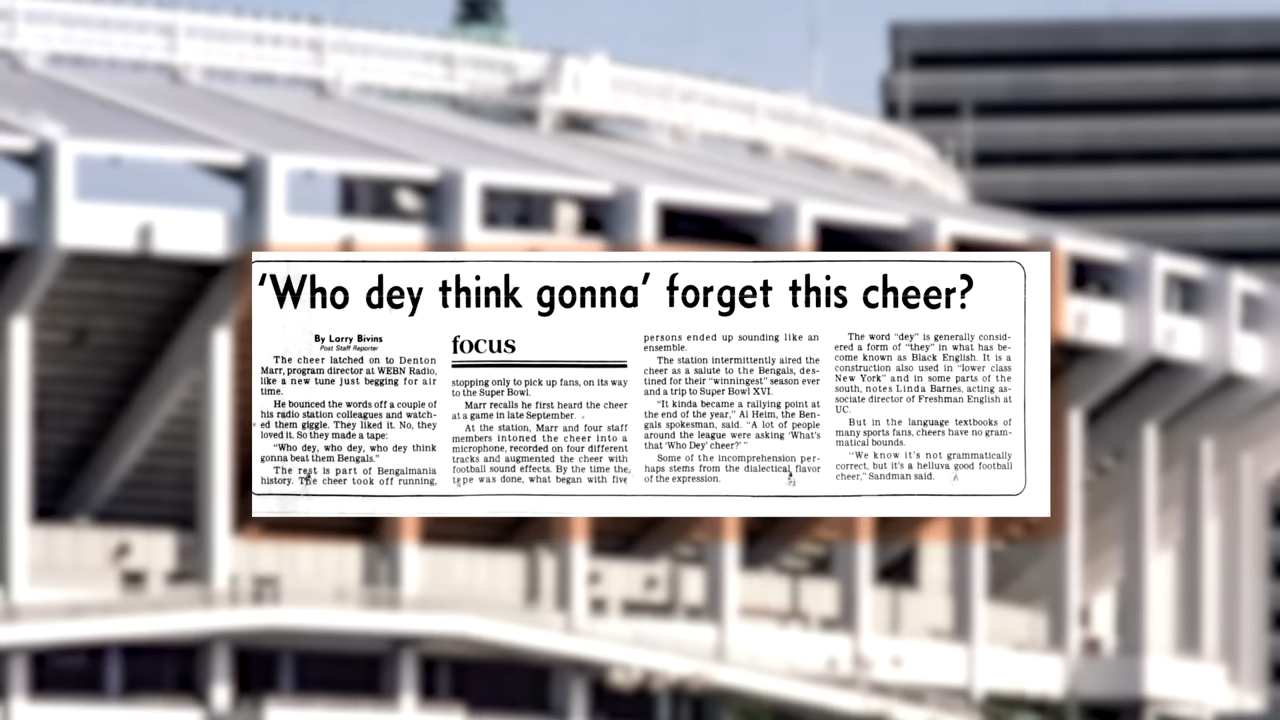 ‘Who dey think gonna’ forget this cheer?
By Larry Bivins
Post Staff Reporter
The cheer latched on to Denton
Marr, program director at WEBN Radio,
like a new tune just begging for air
time.
He bounced the words off a couple of
his radio station colleagues and watch-
ed them giggle. They liked it. No, they
loved it. So they made a tape:
“Who dey, who dey, who dey think
gonna beat them Bengals.”
The rest is part of Bengalmania
history. The cheer took off running,
focus
stopping only to pick up fans, on its way
to the Super Bowl.
Marr recalls he first heard the cheer
at a game in late September.
At the station, Marr and four staff
members intoned the cheer into a
microphone, recorded on four different
tracks and augmented the cheer with
football sound effects. By the time the
tape was done, what began with five
persons ended up sounding like an
ensemble.
The station intermittently aired the
cheer as a salute to the Bengals, des-
tined for their “winningest” season ever
and a trip to Super Bowl XVI.
“It kinda became a rallying point at
the end of the year,” Al Heim, the Ben-
gals spokesman, said. “A lot of people
around the league were asking ‘What’s
that ‘Who Dey’ cheer?’ ”
Some of the incomprehension per-
haps stems from the dialectical flavor
of the expression.
The word “dey” is generally consid-
ered a form of “they” in what has be-
come known as Black English. It is a
construction also used in “lower class
New York” and in some parts of the
south, notes Linda Barnes, acting as-
sociate director of Freshman English at
UC.
But in the language textbooks of
many sports fans, cheers have no gram-
matical bounds.
“We know it’s not grammatically
correct, but it’s a helluva good football
cheer,” Sandman said.